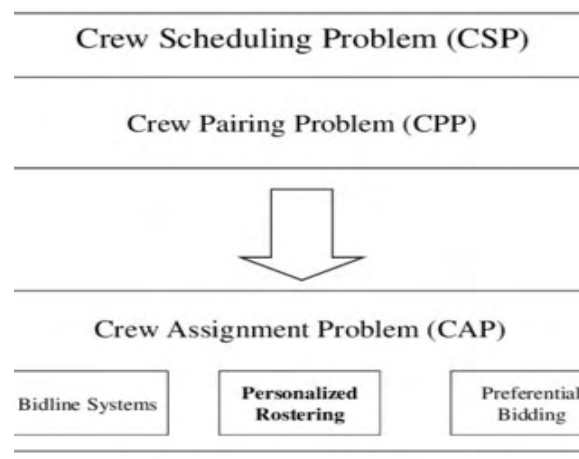 Crew Scheduling Problem (CSP)
Crew Pairing Problem (CPP)
Crew Assignment Problem (CAP)
Bidline Systems
Personalized
Rostering
Preferential
Bidding